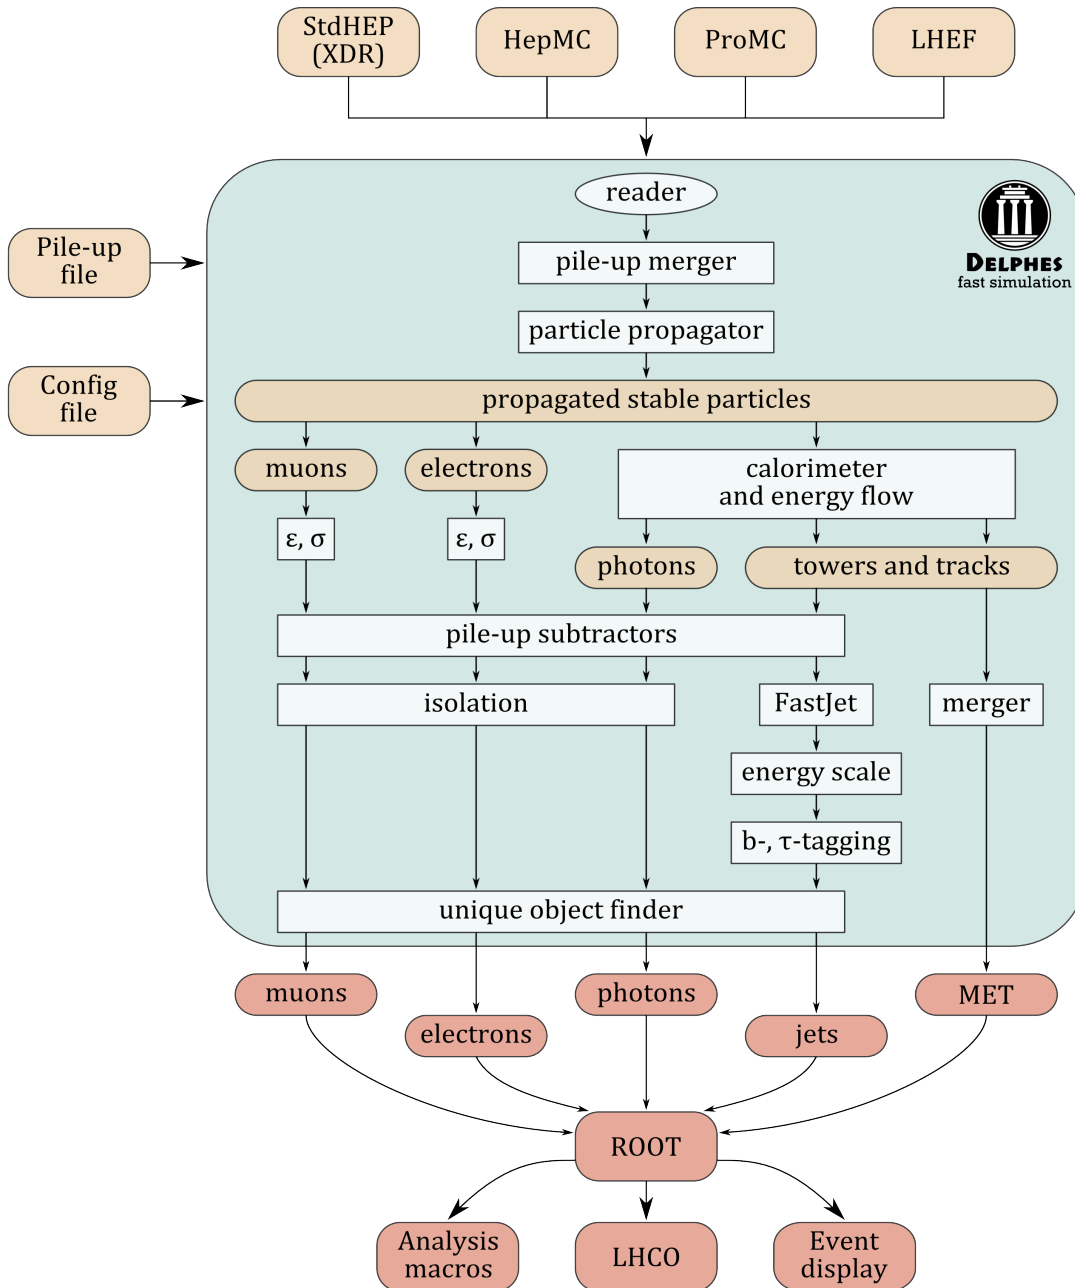 StdHEP
(XDR)
HepMC
ProMC
LHEF
reader
DELPHES
fast simulation
Pile-up
file
pile-up merger
particle propagator
Config
file
propagated stable particles
muons
electrons
calorimeter
and energy flow
ε, σ
ε, σ
photons
towers and tracks
pile-up subtractors
isolation
FastJet
merger
energy scale
b-, τ-tagging
unique object finder
muons
photons
MET
electrons
jets
ROOT
Analysis
macros
LHCO
Event
display